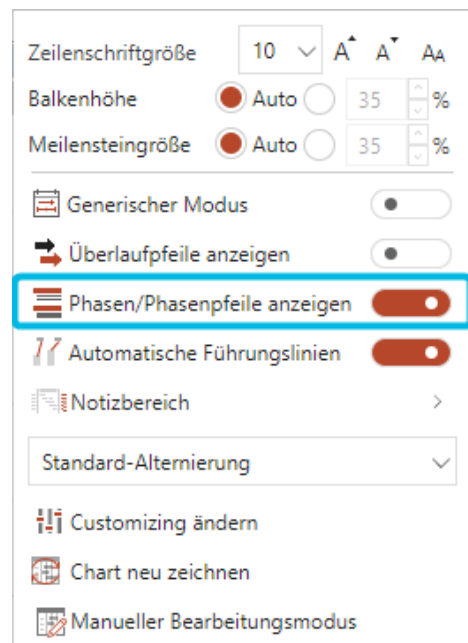 Zeilenschriftgröße 10 A A AA
Balkenhöhe Auto 35 %
Meilensteingröße Auto 35 %
Generischer Modus
Überlaufpfeile anzeigen
Phasen/Phasenpfeile anzeigen
Automatische Führungslinien
Notizbereich
Standard-Alternierung
Customizing ändern
Chart neu zeichnen
Manueller Bearbeitungsmodus